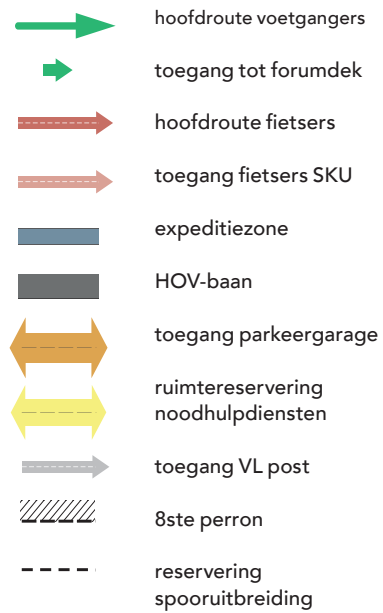 hoofdroute voetgangers
toegang tot forumdek
hoofdroute fietsers
toegang fietsers SKU
expeditiezone
HOV-baan
toegang parkeergarage
ruimtereservering
noodhulpdiensten
toegang VL post
8ste perron
reservering
spooruitbreiding